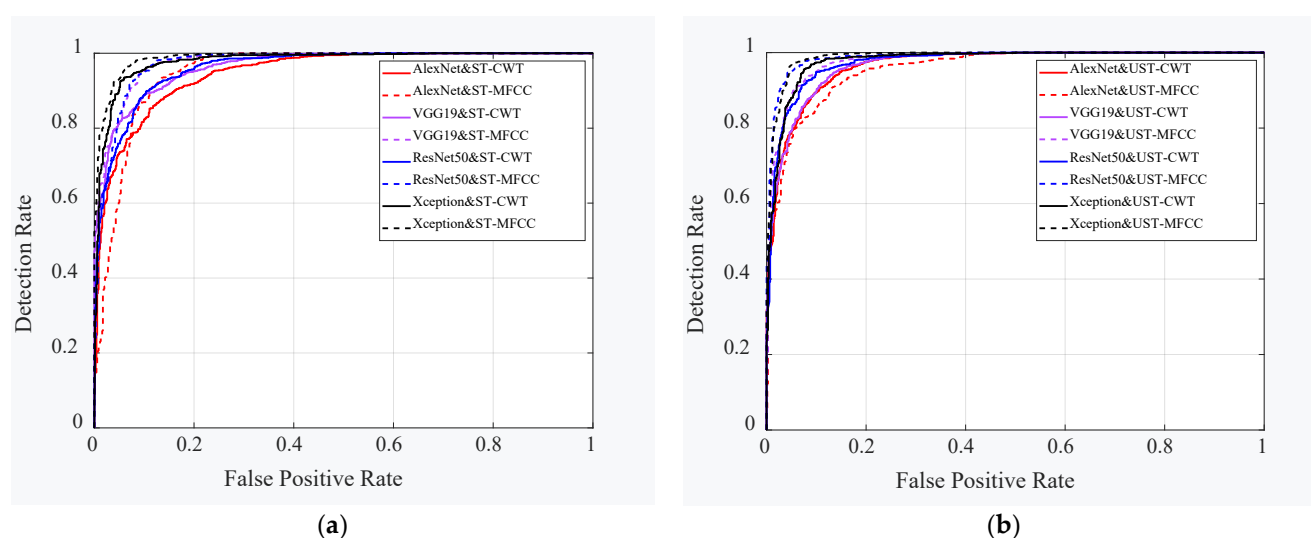 1
0.8
0.6
0.4
0.2
0
0
0.2
0.4
0.6
0.8
1
Detection Rate
False Positive Rate
AlexNet&ST-CWT
AlexNet&ST-MFCC
VGG19&ST-CWT
VGG19&ST-MFCC
ResNet50&ST-CWT
ResNet50&ST-MFCC
Xception&ST-CWT
Xception&ST-MFCC
(a)
1
0.8
0.6
0.4
0.2
0
0
0.2
0.4
0.6
0.8
1
Detection Rate
False Positive Rate
AlexNet&UST-CWT
AlexNet&UST-MFCC
VGG19&UST-CWT
VGG19&UST-MFCC
ResNet50&UST-CWT
ResNet50&UST-MFCC
Xception&UST-CWT
Xception&UST-MFCC
(b)